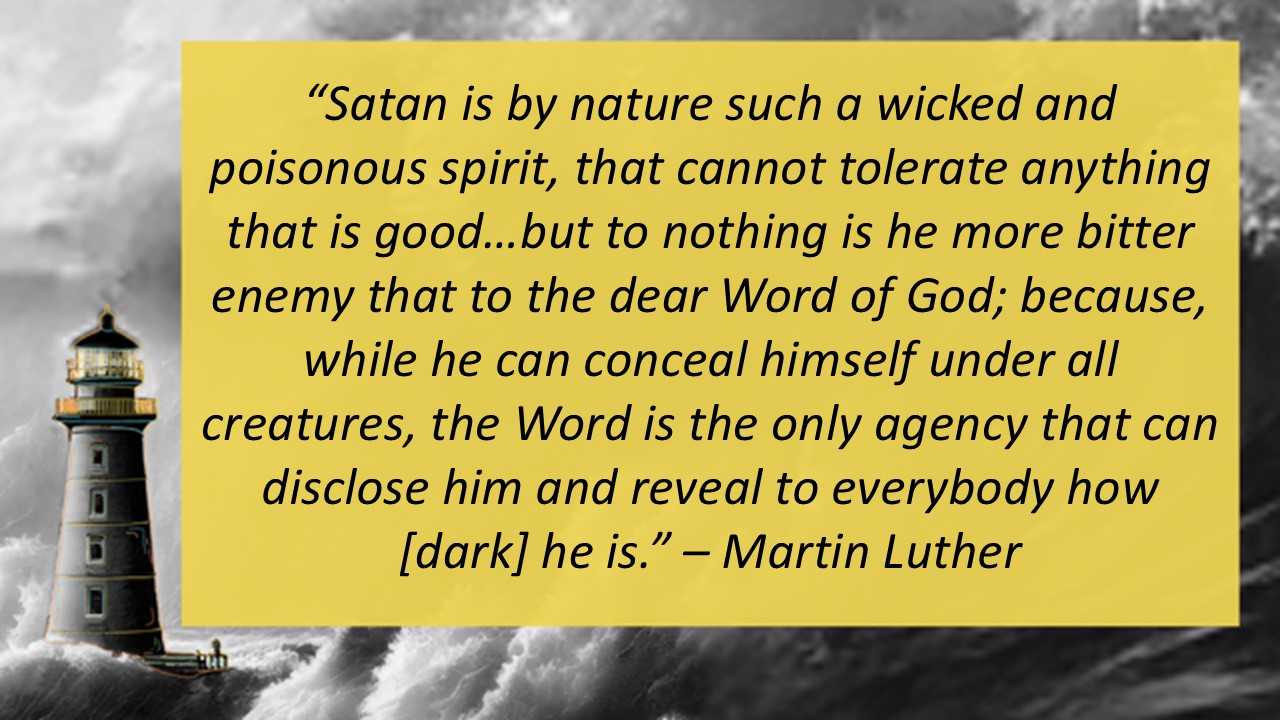 “Satan is by nature such a wicked and
poisonous spirit, that cannot tolerate anything
that is good…but to nothing is he more bitter
enemy that to the dear Word of God; because,
while he can conceal himself under all
creatures, the Word is the only agency that can
disclose him and reveal to everybody how
[dark] he is.” – Martin Luther